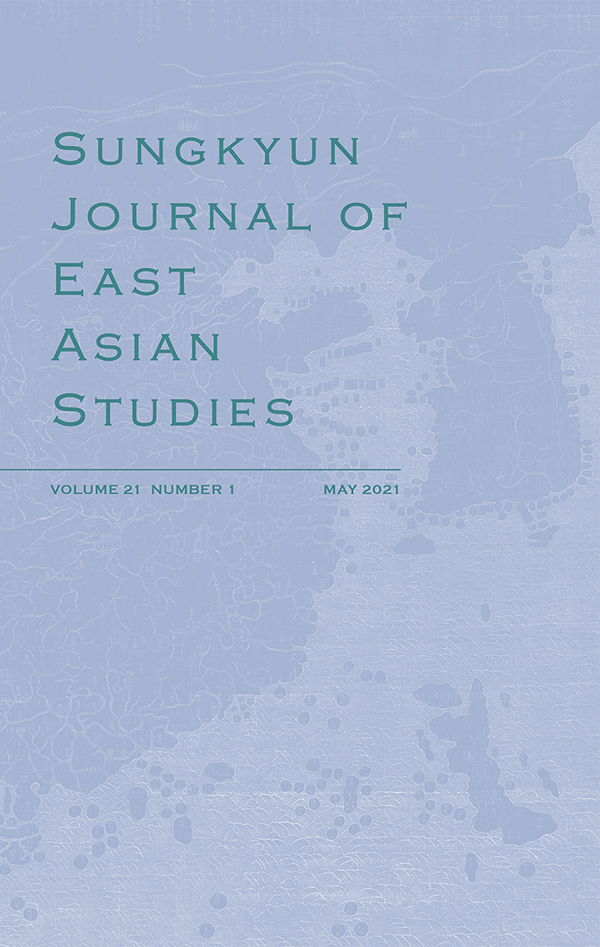 SUNGKYUN
JOURNAL OF
EAST
ASIAN
STUDIES
VOLUME 21 NUMBER 1 MAY 2021